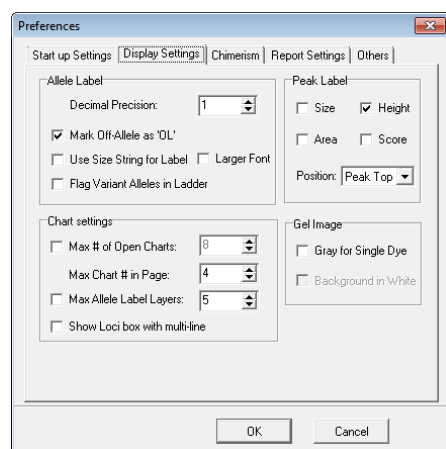 Preferences
Start up Settings Display Settings Chimerism Report Settings Others
Allele Label
Decimal Precision: 1
Mark Off-Allele as 'OL'
Use Size String for Label Larger Font
Flag Variant Alleles in Ladder
Peak Label
Size Height
Area Score
Position: Peak Top
Chart settings
Max # of Open Charts: 8
Max Chart # in Page: 4
Max Allele Label Layers: 5
Show Loci box with multi-line
Gel Image
Gray for Single Dye
Background in White
OK Cancel